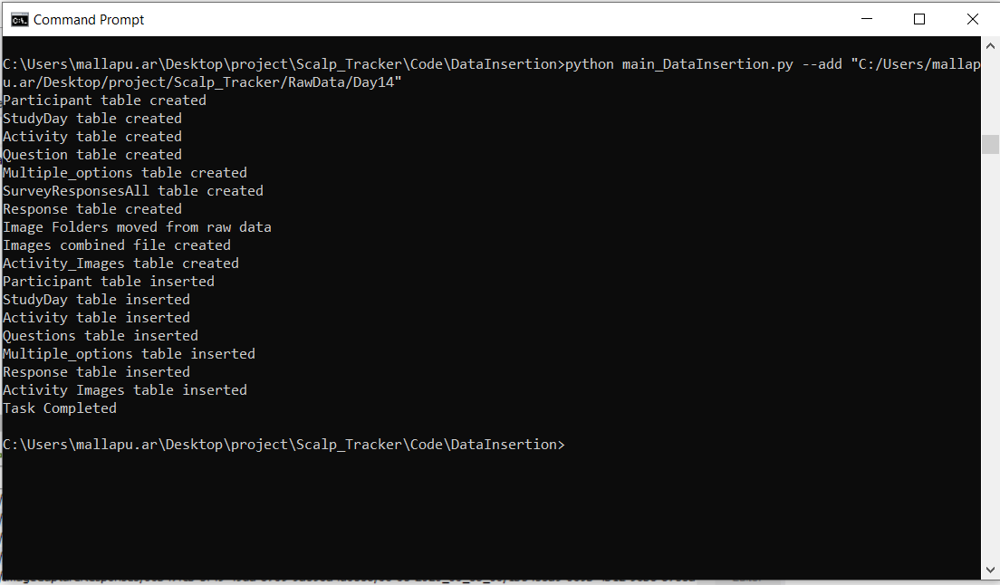 Command Prompt
C:\Users\mallapu.ar\Desktop\project\Scalp_Tracker\Code\DataInsertion>python main_DataInsertion.py --add "C:/Users/mallap
u.ar/Desktop/project/Scalp_Tracker/RawData/Day14"
Participant table created
StudyDay table created
Activity table created
Question table created
Multiple_options table created
SurveyResponsesAll table created
Response table created
Image Folders moved from raw data
Images combined file created
Activity_Images table created
Participant table inserted
StudyDay table inserted
Activity table inserted
Questions table inserted
Multiple_options table inserted
Response table inserted
Activity Images table inserted
Task Completed
C:\Users\mallapu.ar\Desktop\project\Scalp_Tracker\Code\DataInsertion>